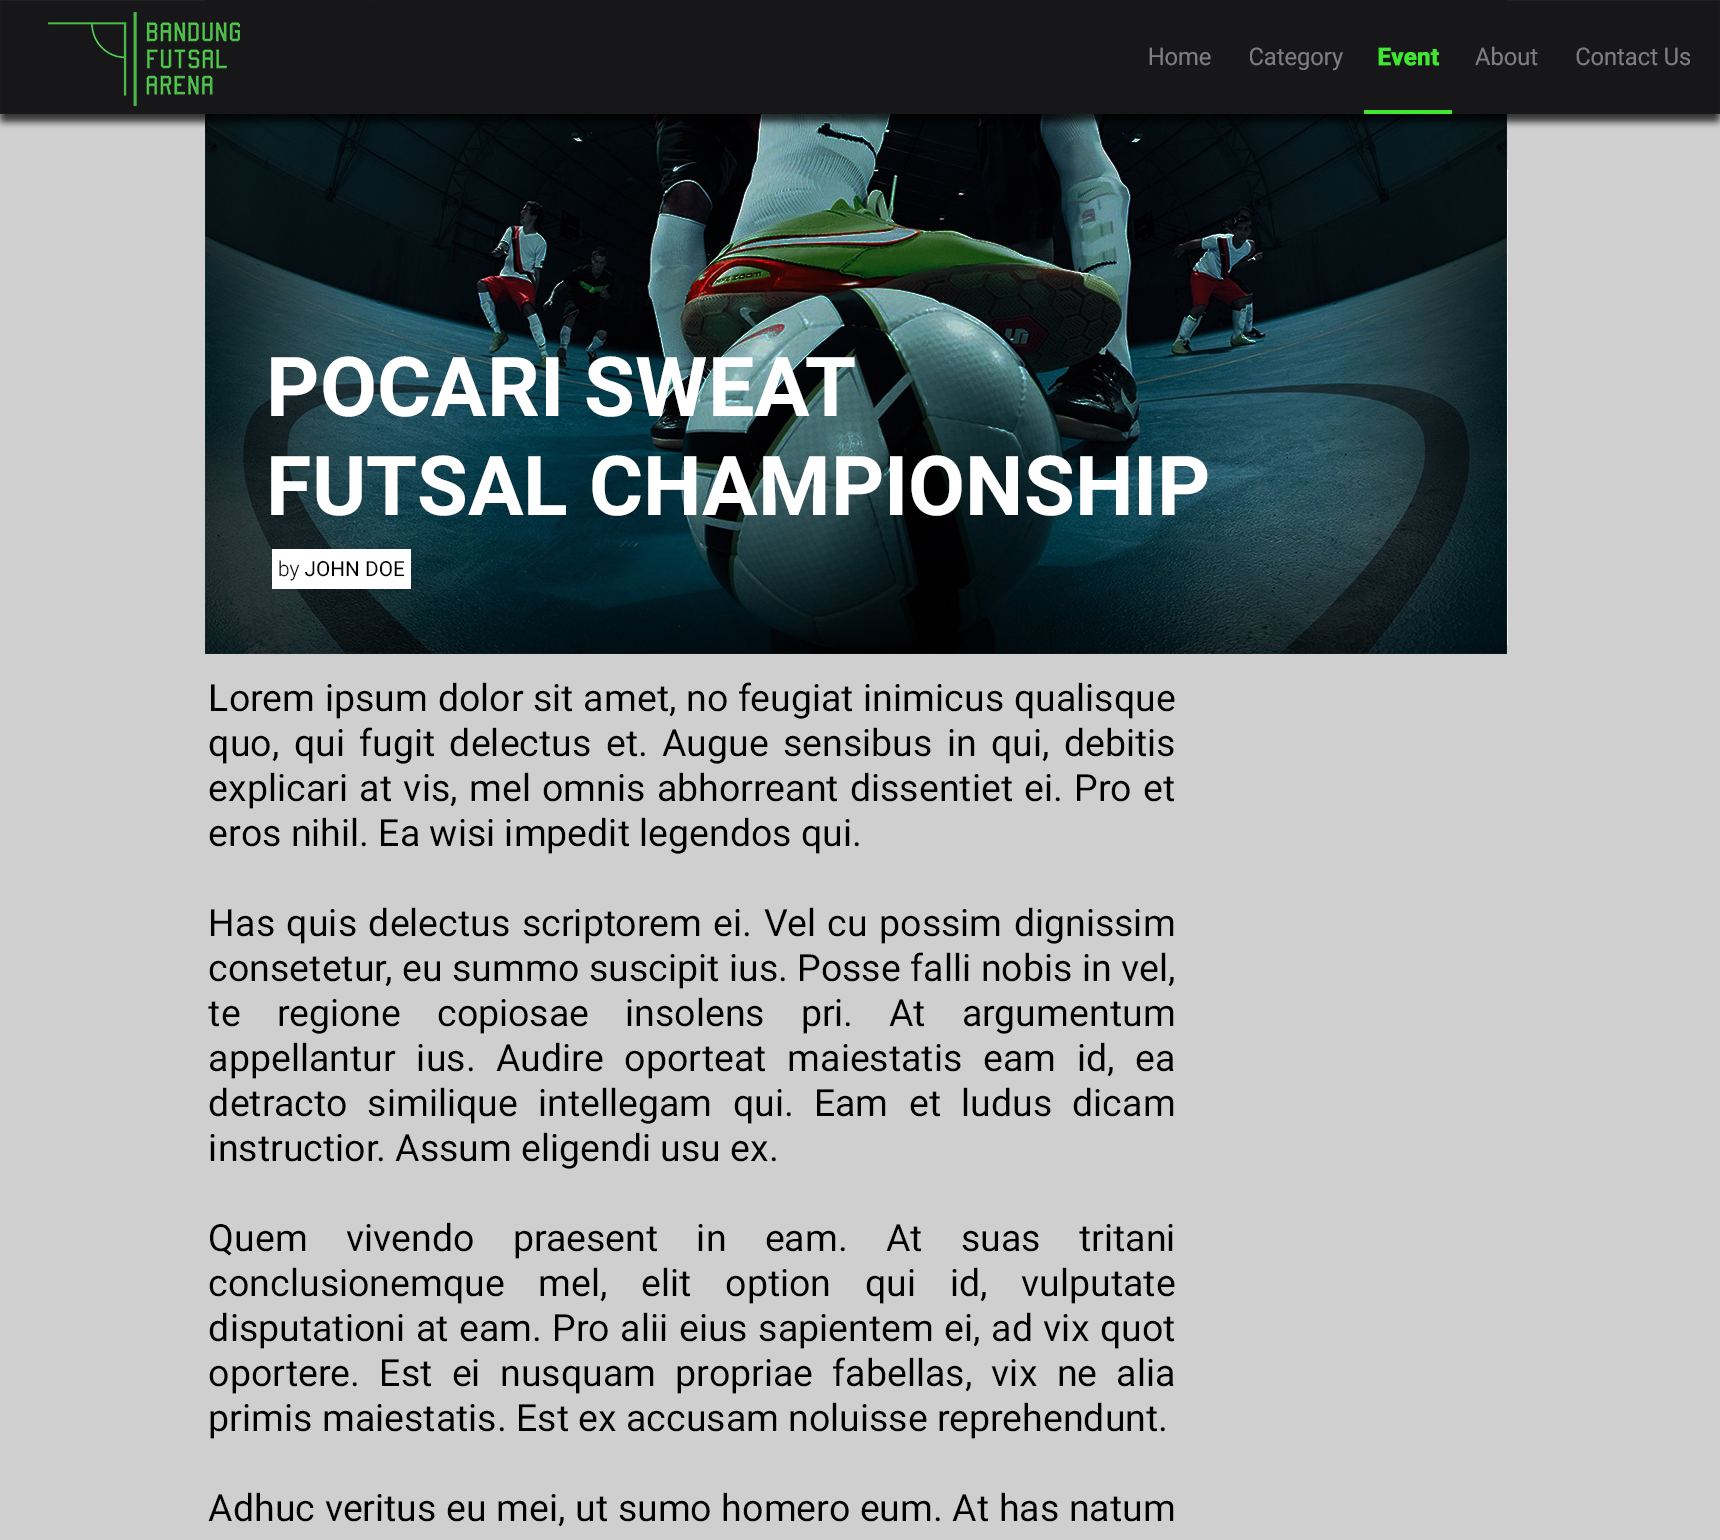 BANDUNG
FUTSAL
ARENA
Home Category Event About Contact Us
POCARI SWEAT
FUTSAL CHAMPIONSHIP
by JOHN DOE
Lorem ipsum dolor sit amet, no feugiat inimicus qualisque
quo, qui fugit delectus et. Augue sensibus in qui, debitis
explicari at vis, mel omnis abhorreant dissentiet ei. Pro et
eros nihil. Ea wisi impedit legendos qui.
Has quis delectus scriptorem ei. Vel cu possim dignissim
consetetur, eu summo suscipit ius. Posse falli nobis in vel,
te regione copiosae insolens pri. At argumentum
appellantur ius. Audire oporteat maiestatis eam id, ea
detracto similique intellegam qui. Eam et ludus dicam
instructior. Assum eligendi usu ex.
Quem vivendo praesent in eam. At suas tritani
conclusionemque mel, elit option qui id, vulputate
disputationi at eam. Pro alii eius sapientem ei, ad vix quot
oportere. Est ei nusquam propriae fabellas, vix ne alia
primis maiestatis. Est ex accusam noluisse reprehendunt.
Adhuc veritus eu mei, ut sumo homero eum. At has natum